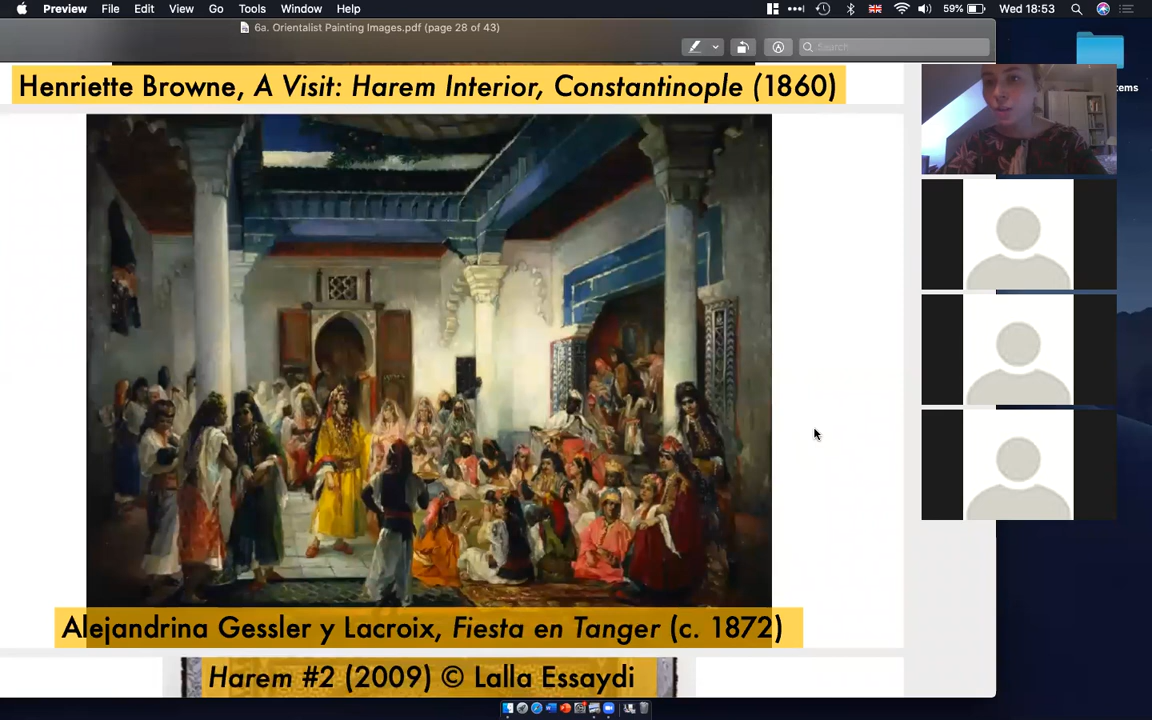 Preview File Edit View Go Tools Window Help
59% Wed 18:53
6a. Orientalist Painting Images.pdf (page 28 of 43)
Search
Henriette Browne, A Visit: Harem Interior, Constantinople (1860)
tems
Alejandrina Gessler y Lacroix, Fiesta en Tanger (c. 1872)
Harem #2 (2009) © Lalla Essaydi